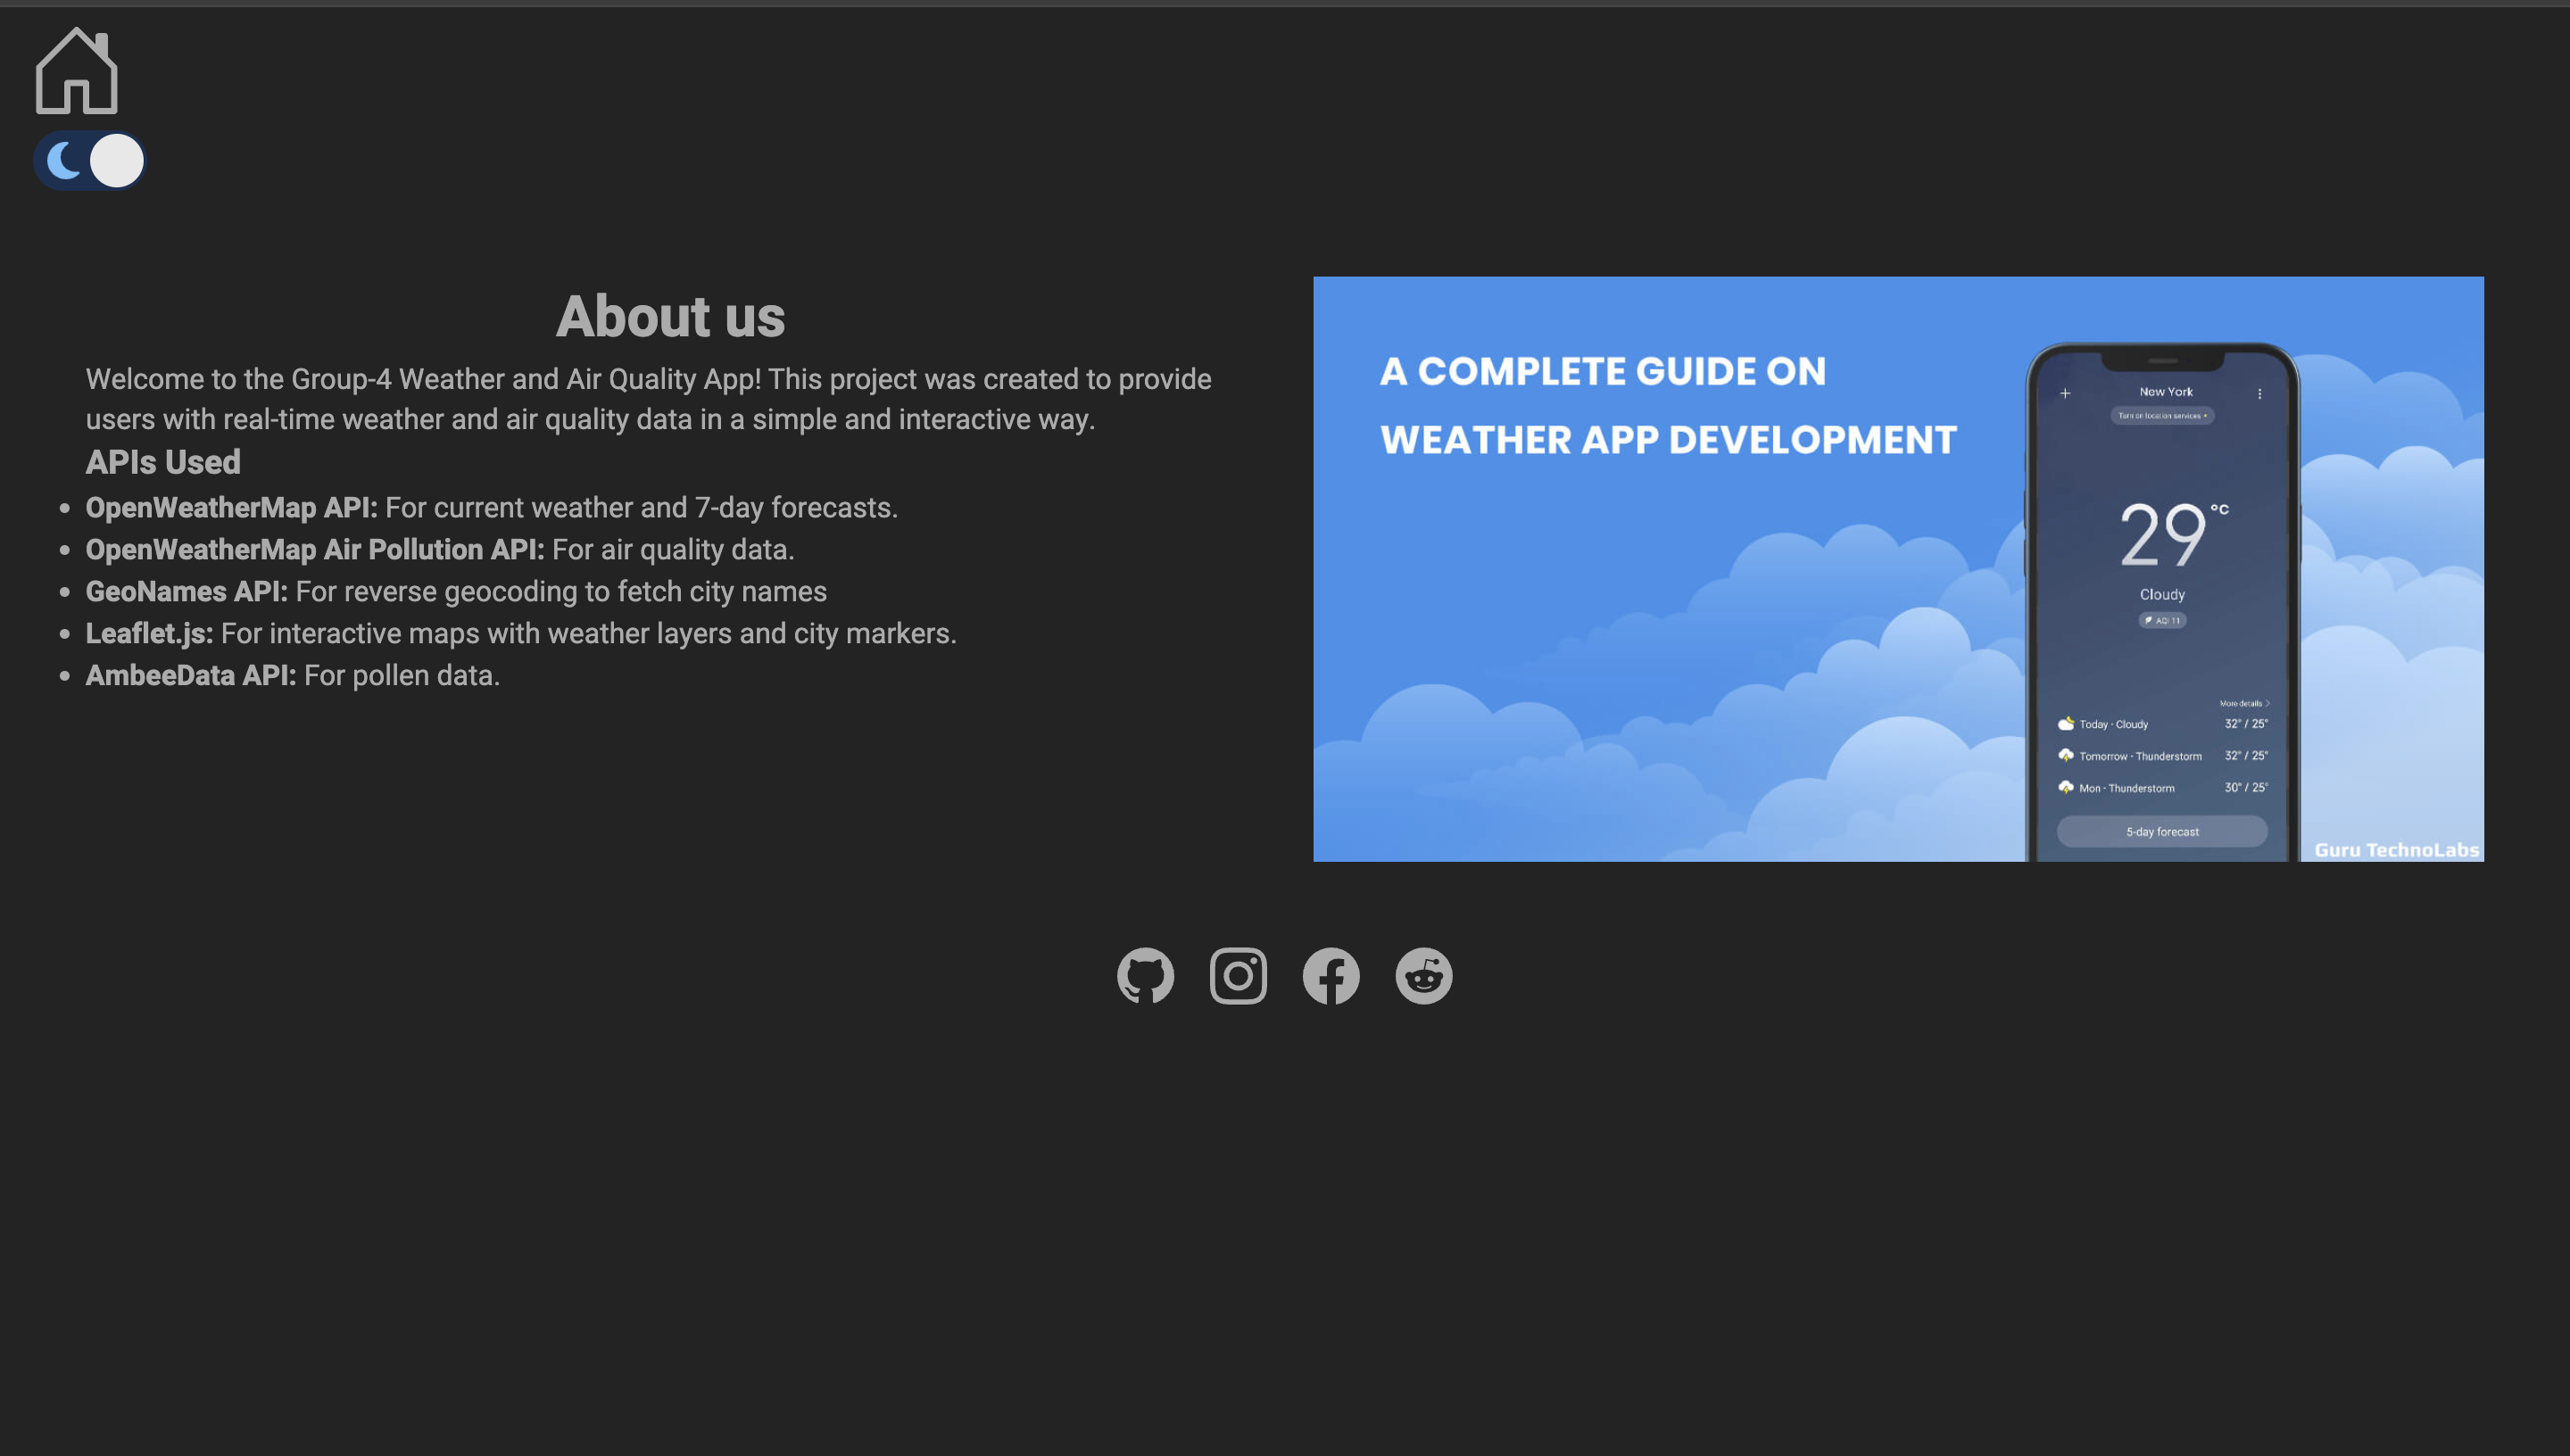 About us
Welcome to the Group-4 Weather and Air Quality App! This project was created to provide
users with real-time weather and air quality data in a simple and interactive way.
APIs Used
OpenWeatherMap API: For current weather and 7-day forecasts.
OpenWeatherMap Air Pollution API: For air quality data.
GeoNames API: For reverse geocoding to fetch city names
Leaflet.js: For interactive maps with weather layers and city markers.
AmbeeData API: For pollen data.
A COMPLETE GUIDE ON
WEATHER APP DEVELOPMENT
New York
Turn on location services
29 °C
Cloudy
AQI 11
More details
Today · Cloudy 32° / 25°
Tomorrow · Thunderstorm 32° / 25°
Mon · Thunderstorm 30° / 25°
5-day forecast
Guru TechnoLabs